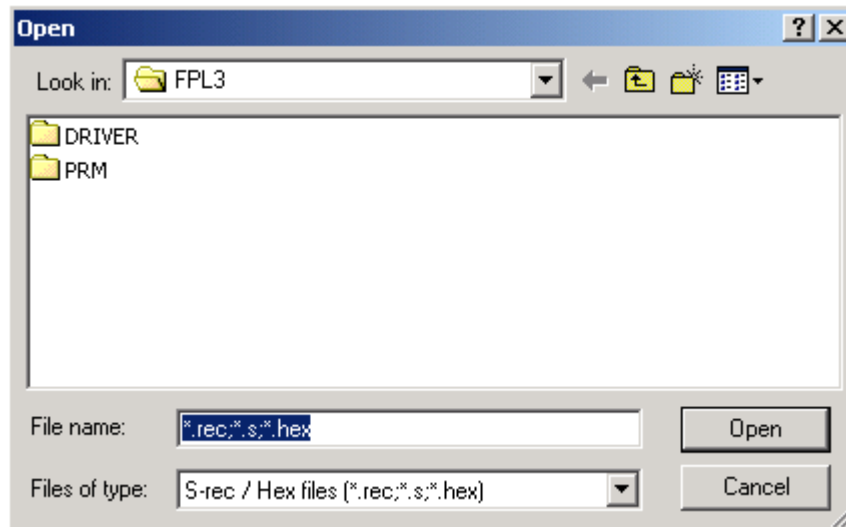 Open
Look in: FPL3
DRIVER
PRM
File name: *.rec;*.s;*.hex Open
Files of type: S-rec / Hex files (*.rec;*.s;*.hex) Cancel